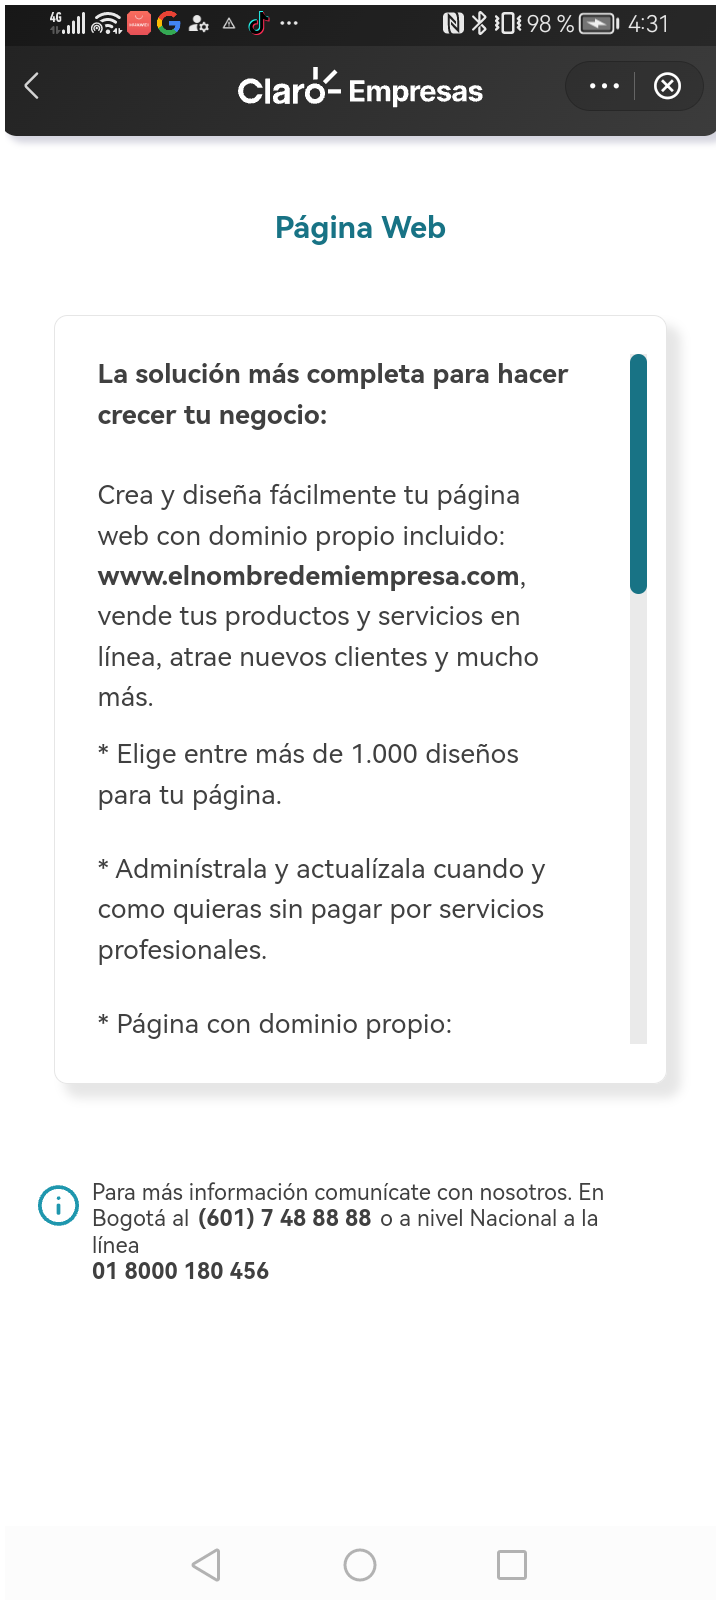 4G 98 % 4:31
Claro- Empresas
Página Web
La solución más completa para hacer
crecer tu negocio:
Crea y diseña fácilmente tu página
web con dominio propio incluido:
www.elnombredemiempresa.com,
vende tus productos y servicios en
línea, atrae nuevos clientes y mucho
más.
* Elige entre más de 1.000 diseños
para tu página.
* Adminístrala y actualízala cuando y
como quieras sin pagar por servicios
profesionales.
* Página con dominio propio:
Para más información comunícate con nosotros. En
Bogotá al (601) 7 48 88 88 o a nivel Nacional a la
línea
01 8000 180 456